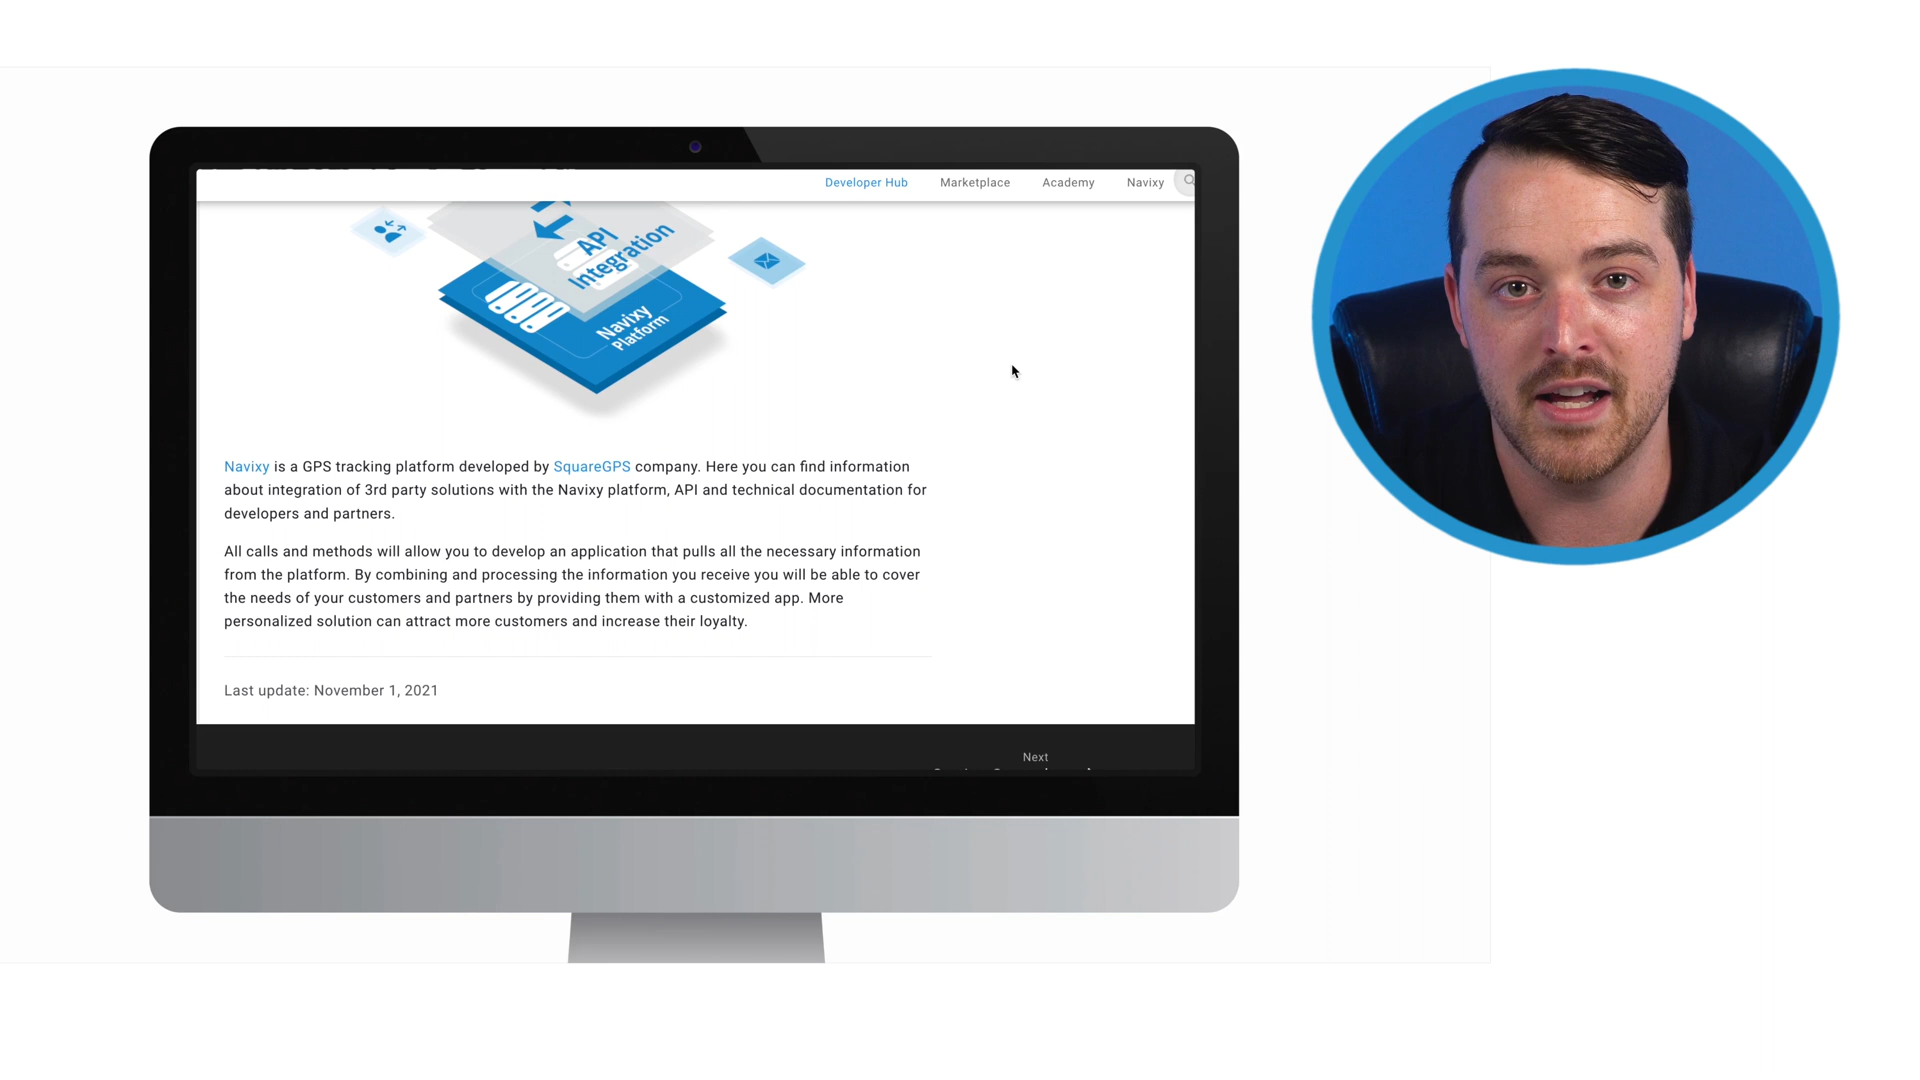 Developer Hub Marketplace Academy Navixy
API
Integration
Navixy
Platform
Navixy is a GPS tracking platform developed by SquareGPS company. Here you can find information
about integration of 3rd party solutions with the Navixy platform, API and technical documentation for
developers and partners.
All calls and methods will allow you to develop an application that pulls all the necessary information
from the platform. By combining and processing the information you receive you will be able to cover
the needs of your customers and partners by providing them with a customized app. More
personalized solution can attract more customers and increase their loyalty.
Last update: November 1, 2021
Next